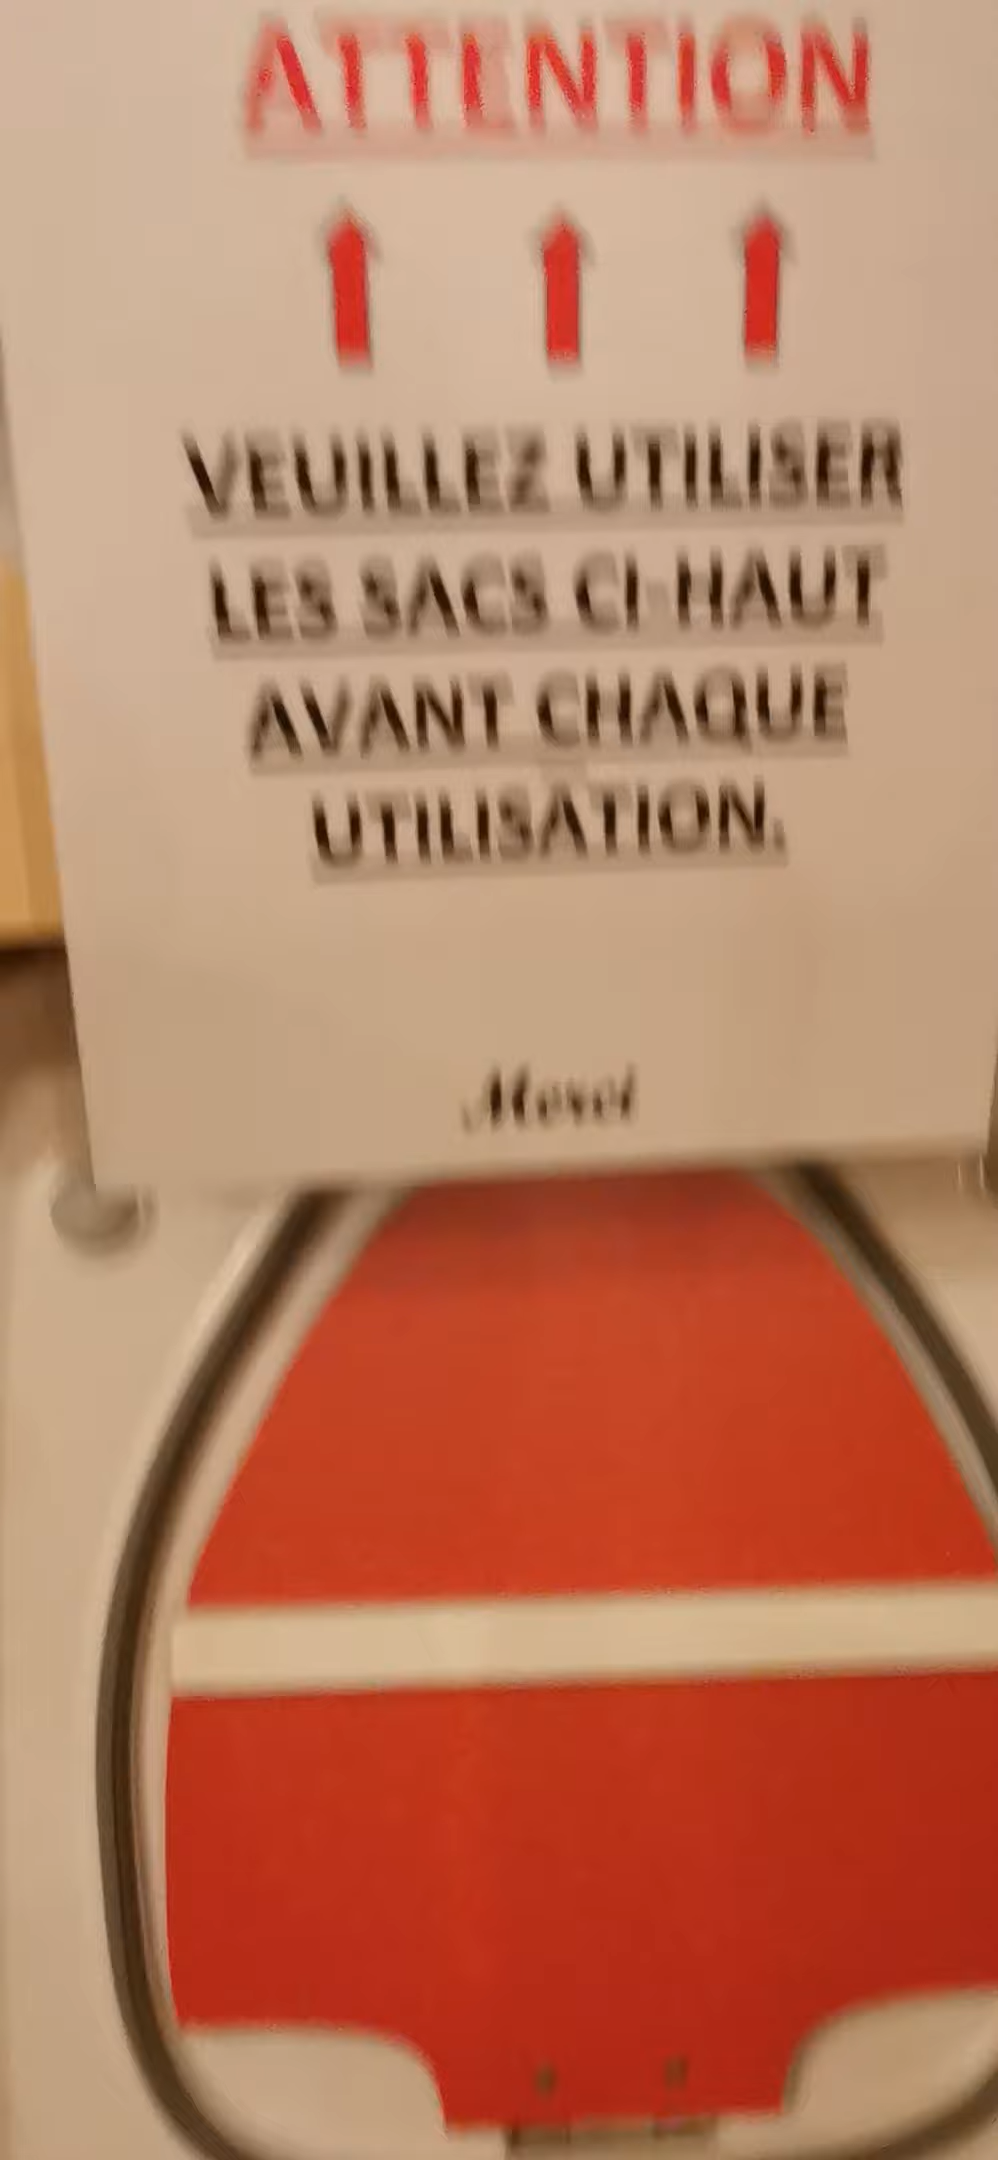 ATTENTION
VEUILLEZ UTILISER
LES SACS CI-HAUT
AVANT CHAQUE
UTILISATION.
Merci